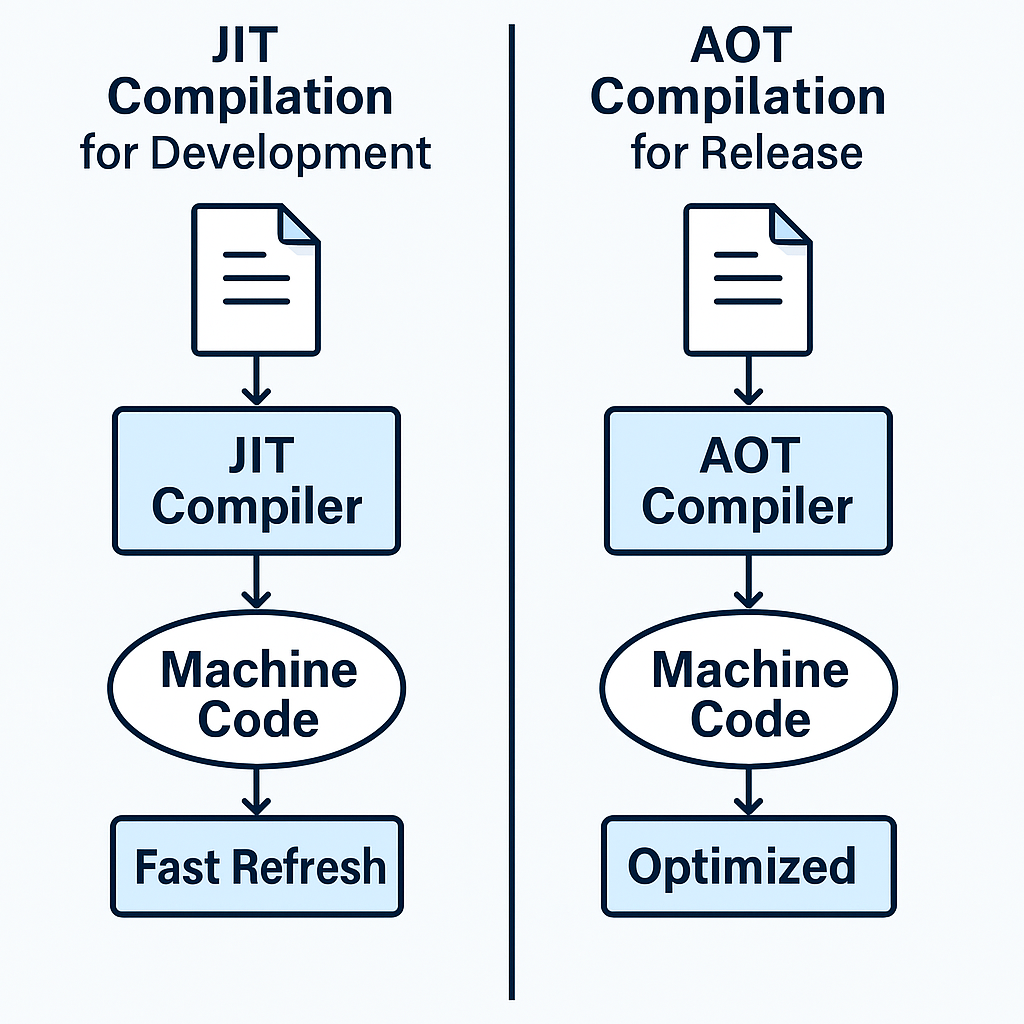 JIT
Compilation
for Development
JIT
Compiler
Machine
Code
Fast Refresh
AOT
Compilation
for Release
AOT
Compiler
Machine
Code
Optimized